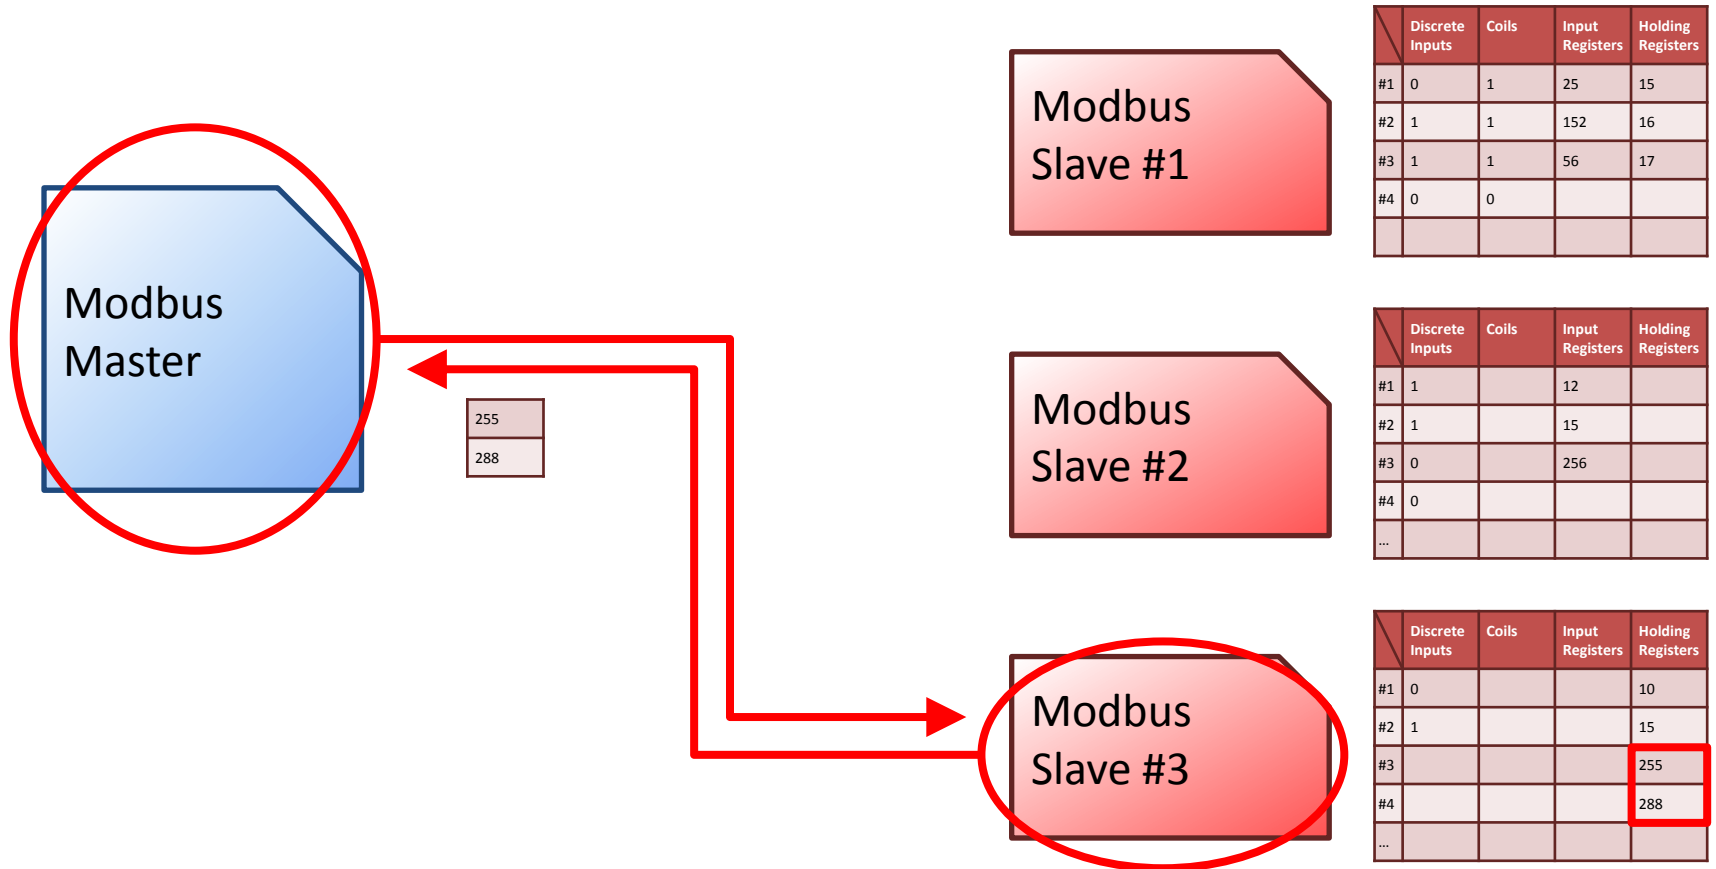 Modbus
Master
255
288
Modbus
Slave #1
Discrete Inputs Coils Input Registers Holding Registers
#1 0 1 25 15
#2 1 1 152 16
#3 1 1 56 17
#4 0 0
Modbus
Slave #2
Discrete Inputs Coils Input Registers Holding Registers
#1 1 12
#2 1 15
#3 0 256
#4 0
...
Modbus
Slave #3
Discrete Inputs Coils Input Registers Holding Registers
#1 0 10
#2 1 15
#3 255
#4 288
...